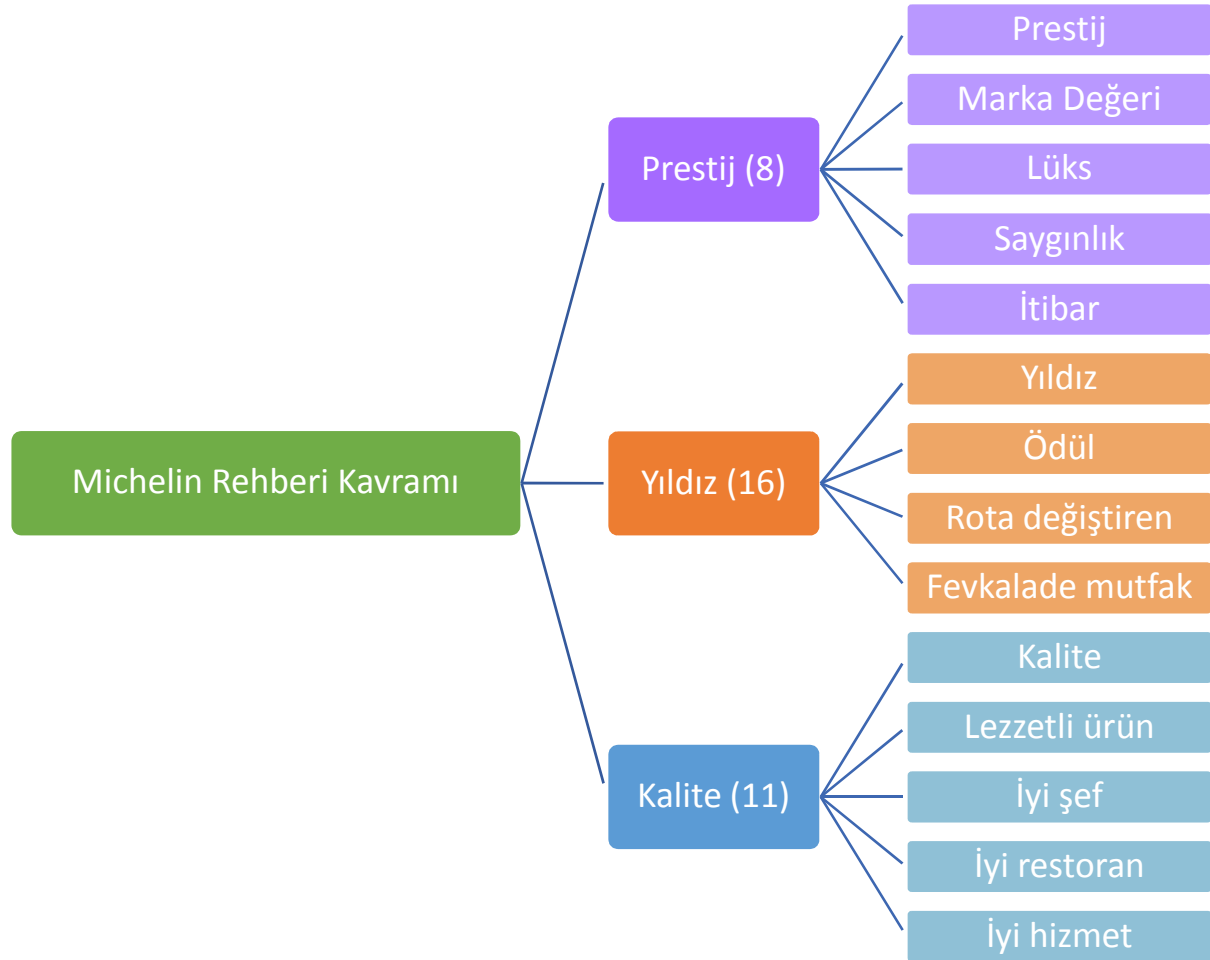 Michelin Rehberi Kavramı
Prestij (8)
Prestij
Marka Değeri
Lüks
Saygınlık
İtibar
Yıldız (16)
Yıldız
Ödül
Rota değiştiren
Fevkalade mutfak
Kalite (11)
Kalite
Lezzetli ürün
İyi şef
İyi restoran
İyi hizmet